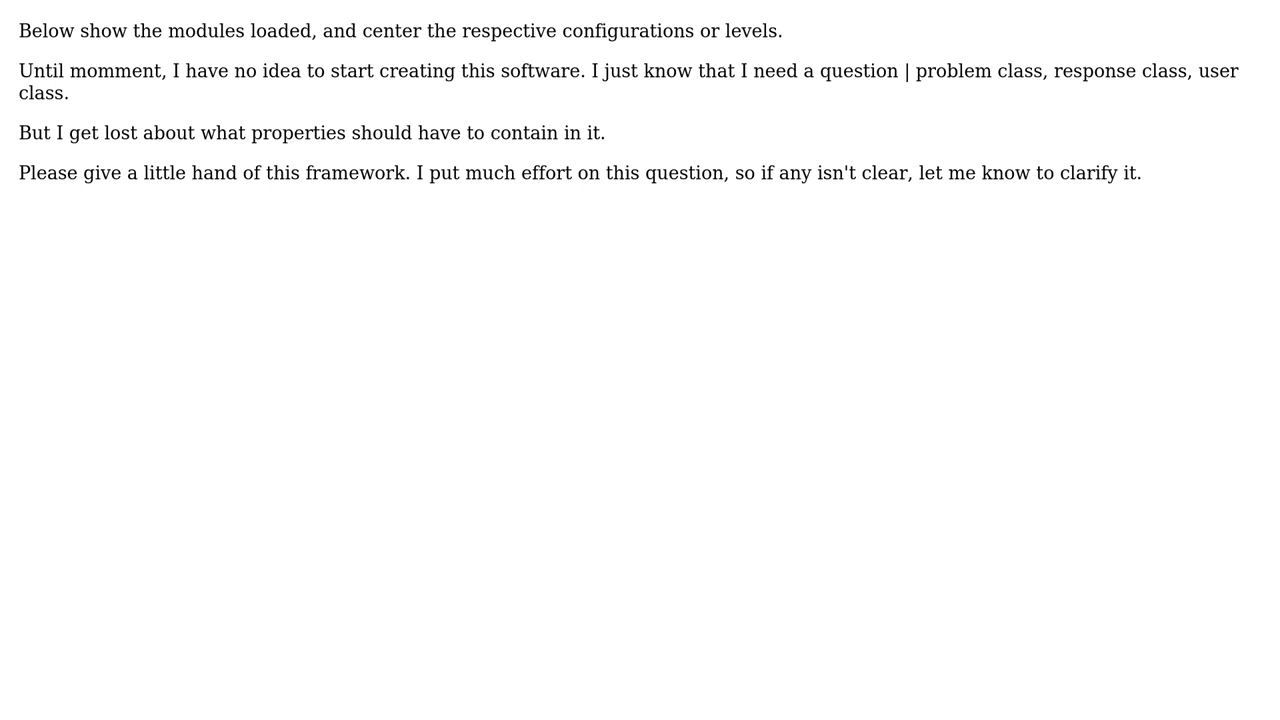 Below show the modules loaded, and center the respective configurations or levels.
Until momment, I have no idea to start creating this software. I just know that I need a question | problem class, response class, user
class.
But I get lost about what properties should have to contain in it.
Please give a little hand of this framework. I put much effort on this question, so if any isn't clear, let me know to clarify it.